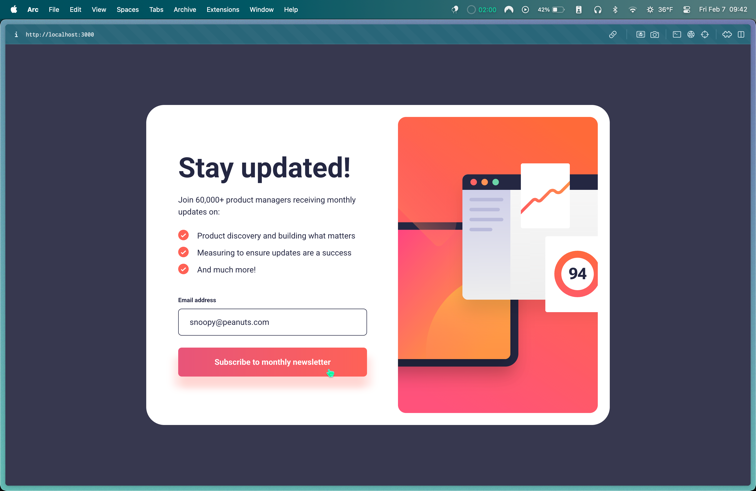 Arc File Edit View Spaces Tabs Archive Extensions Window Help 02:00 42% 36°F Fri Feb 7 09:42
http://localhost:3000
Stay updated!
Join 60,000+ product managers receiving monthly
updates on:
Product discovery and building what matters
Measuring to ensure updates are a success
And much more!
Email address
snoopy@peanuts.com
Subscribe to monthly newsletter
94